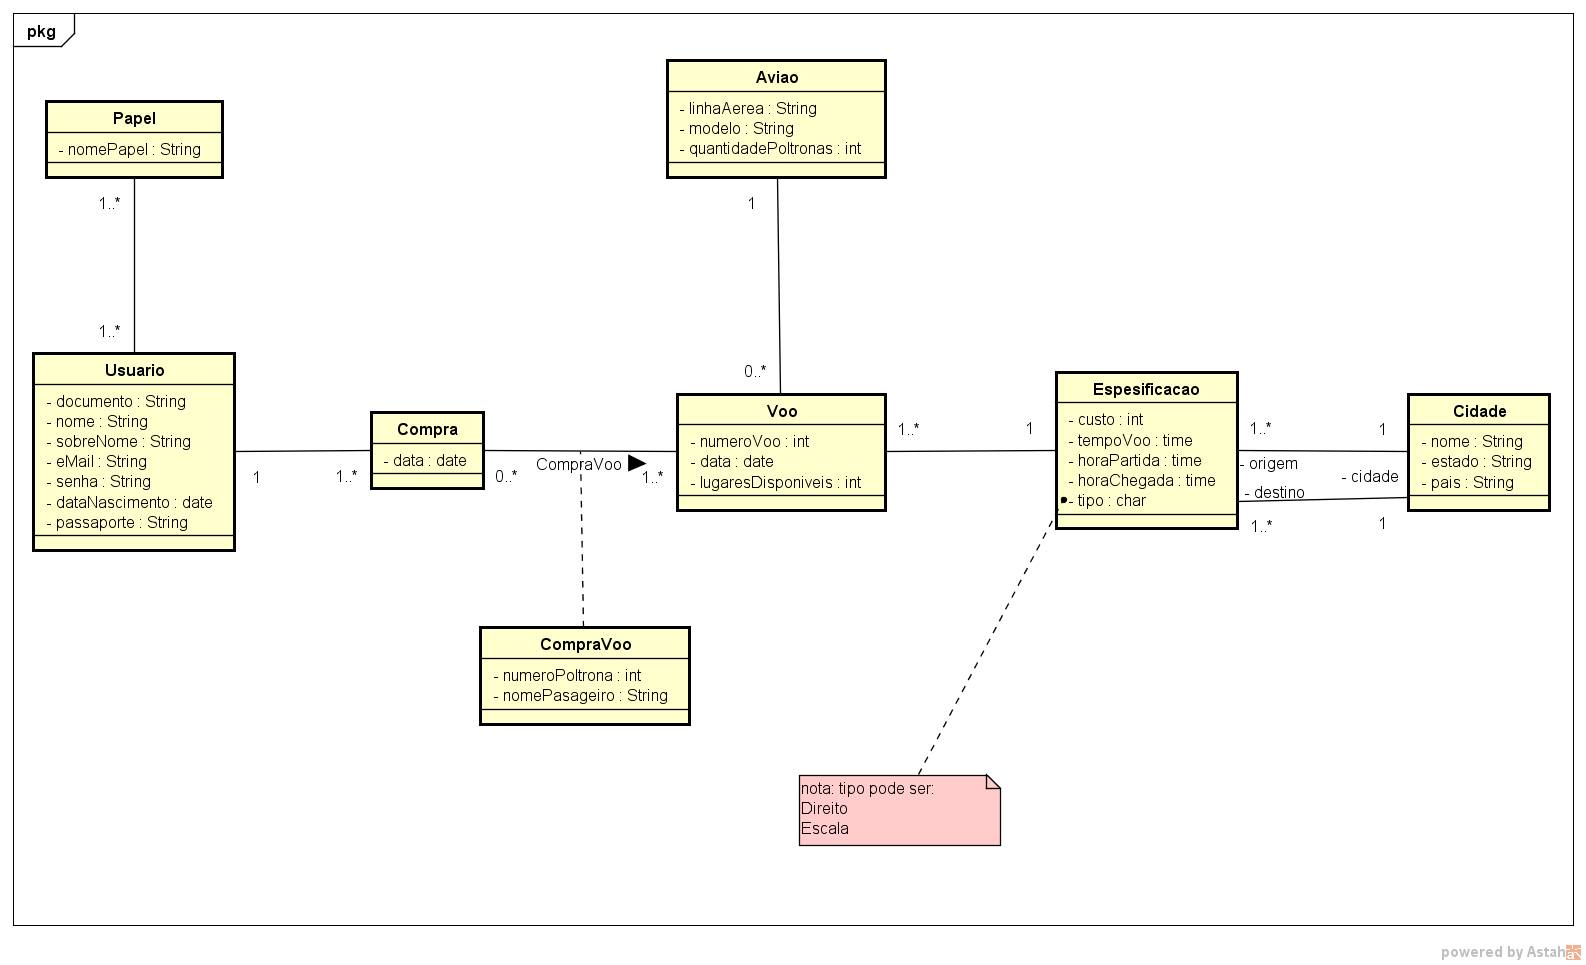 pkg
Papel
- nomePapel : String
1..*
1..*
Usuario
- documento : String
- nome : String
- sobreNome : String
- eMail : String
- senha : String
- dataNascimento : date
- passaporte : String
1
1..*
Compra
- data : date
0..*
CompraVoo
1..*
CompraVoo
- numeroPoltrona : int
- nomePasageiro : String
Aviao
- linhaAerea : String
- modelo : String
- quantidadePoltronas : int
1
0..*
Voo
- numeroVoo : int
- data : date
- lugaresDisponiveis : int
1..*
1
Espesificacao
- custo : int
- tempoVoo : time
- horaPartida : time
- horaChegada : time
- tipo : char
1..*
1
- origem
- cidade
- destino
1..*
1
Cidade
- nome : String
- estado : String
- pais : String
nota: tipo pode ser:
Direito
Escala
powered by Astah